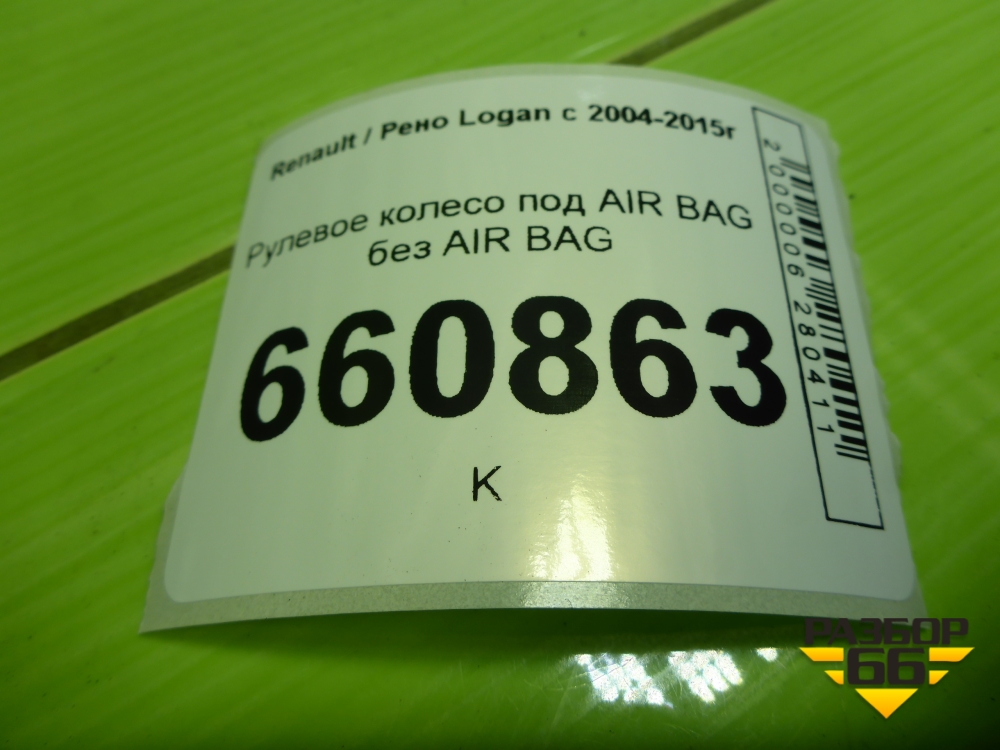 Renault / Рено Logan с 2004-2015г
Рулевое колесо под AIR BAG
без AIR BAG
660863
К
2000006280411
РАЗБОР
66